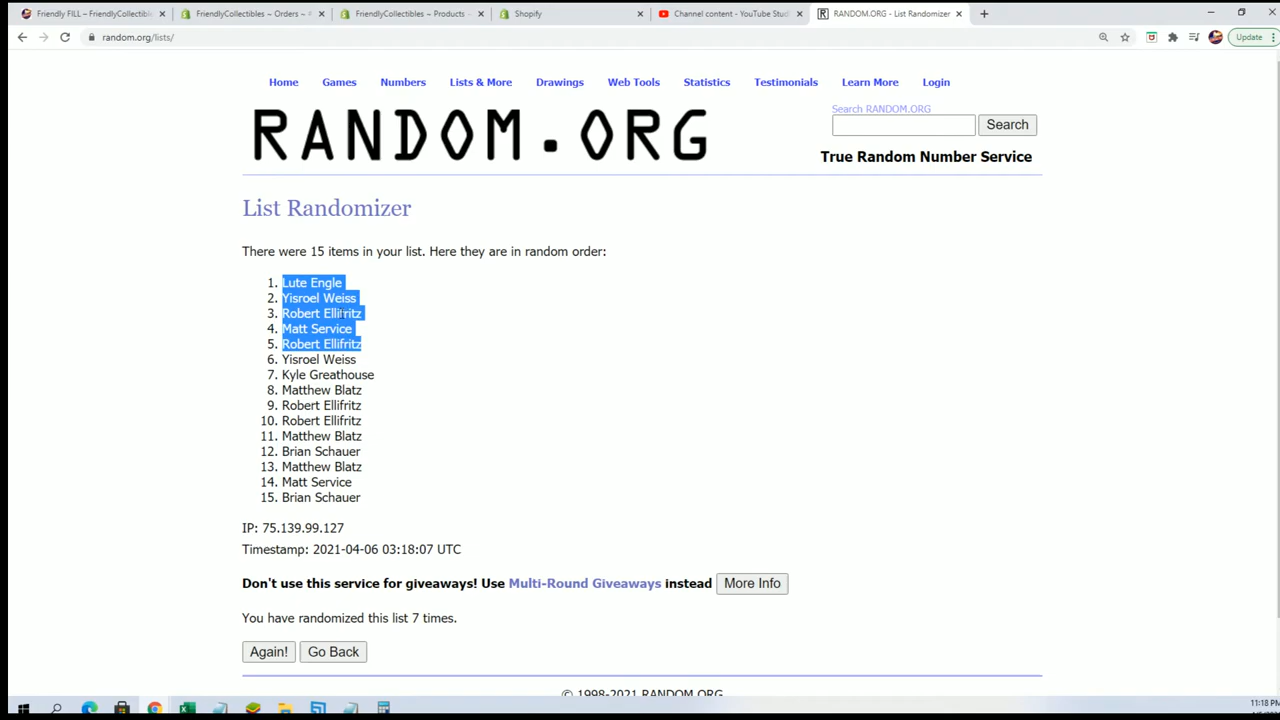 Friendly FILL – FriendlyCollectibl
FriendlyCollectibles ~ Orders ~
FriendlyCollectibles ~ Products ~
Shopify
Channel content - YouTube Stud
RANDOM.ORG - List Randomizer
random.org/lists/
Update
Home Games Numbers Lists & More Drawings Web Tools Statistics Testimonials Learn More Login
RANDOM.ORG
Search RANDOM.ORG
Search
True Random Number Service
List Randomizer
There were 15 items in your list. Here they are in random order:
1. Lute Engle
2. Yisroel Weiss
3. Robert Ellifritz
4. Matt Service
5. Robert Ellifritz
6. Yisroel Weiss
7. Kyle Greathouse
8. Matthew Blatz
9. Robert Ellifritz
10. Robert Ellifritz
11. Matthew Blatz
12. Brian Schauer
13. Matthew Blatz
14. Matt Service
15. Brian Schauer
IP: 75.139.99.127
Timestamp: 2021-04-06 03:18:07 UTC
Don't use this service for giveaways! Use Multi-Round Giveaways instead More Info
You have randomized this list 7 times.
Again! Go Back
© 1998-2021 RANDOM.ORG
11:18 PM